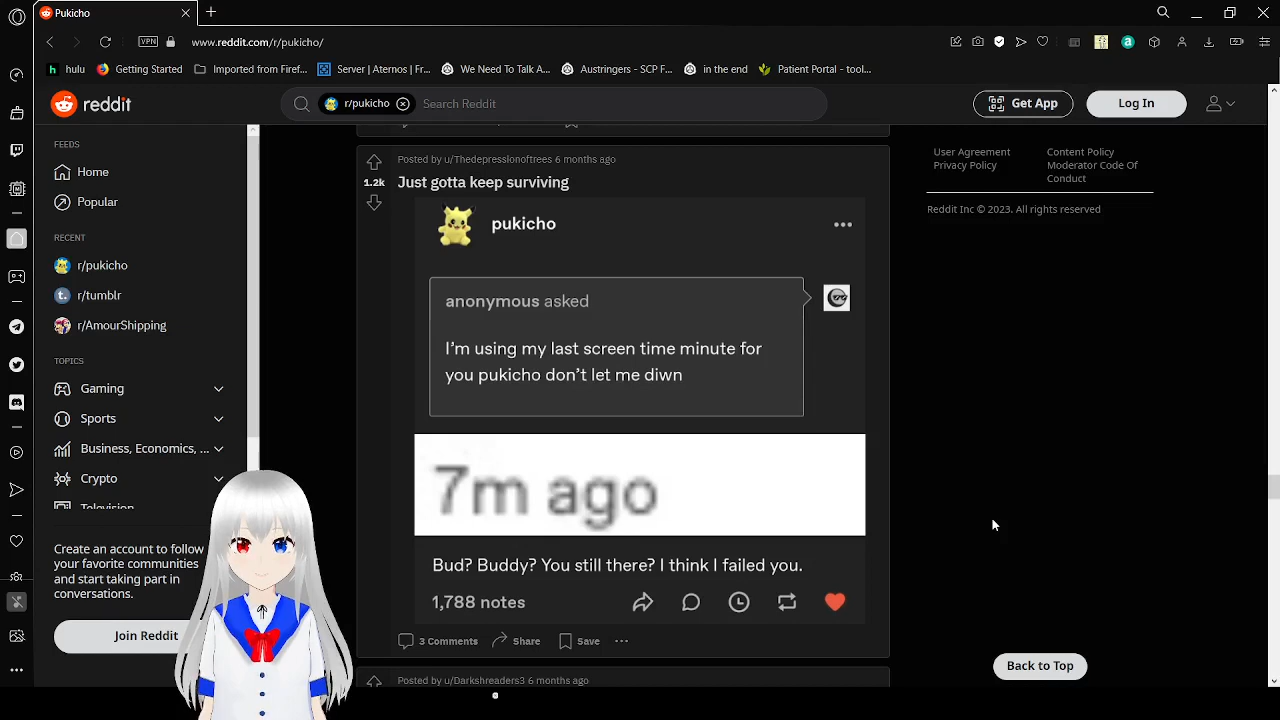 Pukicho
VPN
www.reddit.com/r/pukicho/
h hulu
Getting Started
Imported from Firef...
Server | Aternos | Fr...
We Need To Talk A...
Austringers - SCP F...
in the end
Patient Portal - tool...
reddit
r/pukicho
Search Reddit
Get App
Log In
FEEDS
Home
Popular
RECENT
r/pukicho
r/tumblr
r/AmourShipping
TOPICS
Gaming
Sports
Business, Economics, ...
Crypto
Television
Create an account to follow
your favorite communities
and start taking part in
conversations.
Join Reddit
Posted by u/Thedepressionoftrees 6 months ago
1.2k
Just gotta keep surviving
pukicho
anonymous asked
I'm using my last screen time minute for
you pukicho don't let me diwn
7m ago
Bud? Buddy? You still there? I think I failed you.
1,788 notes
3 Comments
Share
Save
Posted by u/Darkshreaders3 6 months ago
User Agreement
Privacy Policy
Content Policy
Moderator Code Of
Conduct
Reddit Inc © 2023. All rights reserved
Back to Top